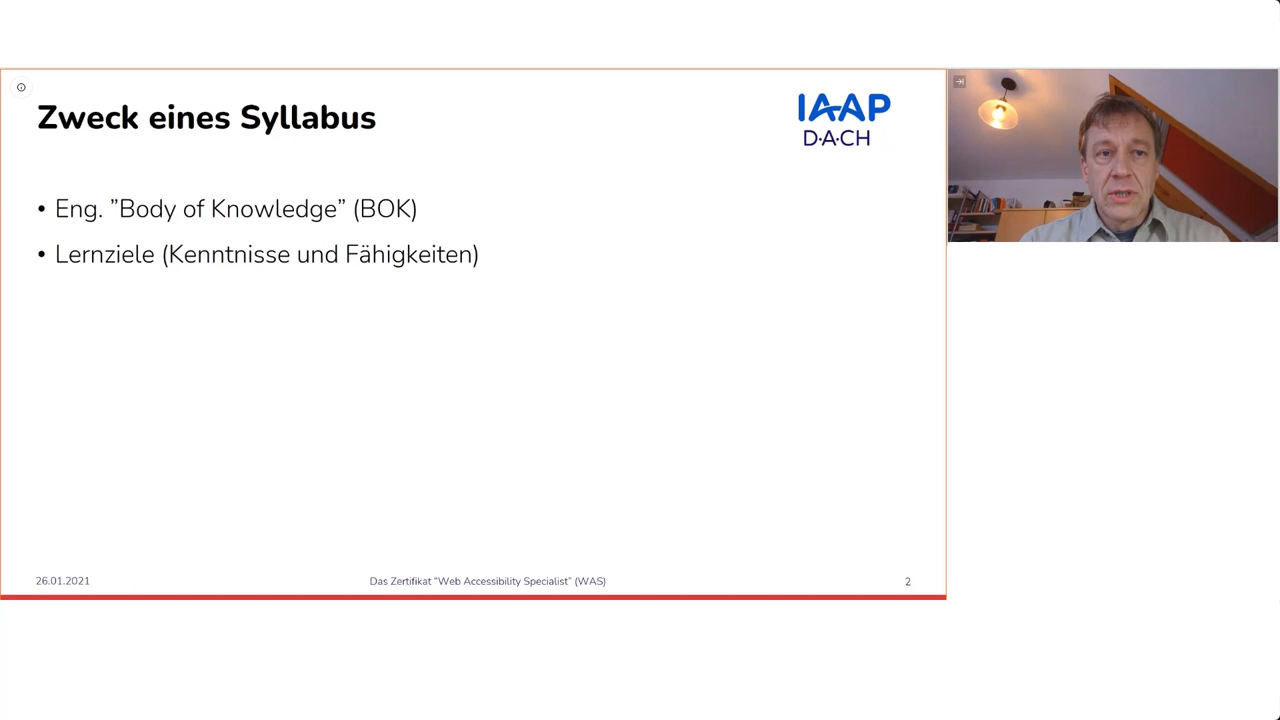 Zweck eines Syllabus
IAAP
D·A·CH
• Eng. ”Body of Knowledge” (BOK)
• Lernziele (Kenntnisse und Fähigkeiten)
26.01.2021
Das Zertifikat “Web Accessibility Specialist” (WAS)
2